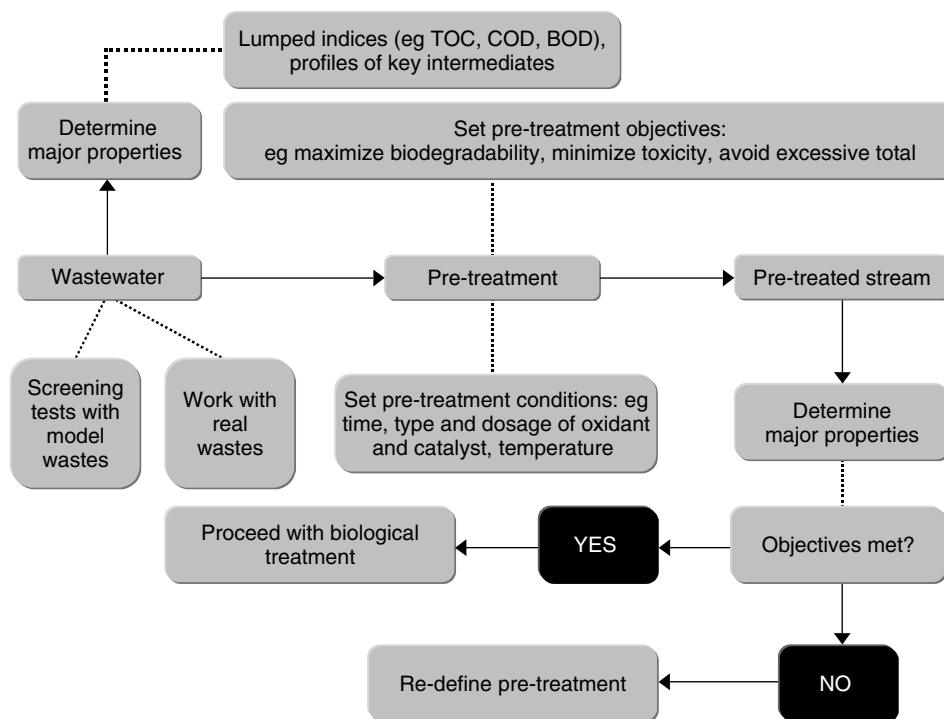 Lumped indices (eg TOC, COD, BOD),
profiles of key intermediates
Determine
major properties
Set pre-treatment objectives:
eg maximize biodegradability, minimize toxicity, avoid excessive total
Wastewater
Pre-treatment
Pre-treated stream
Screening
tests with
model
wastes
Work with
real
wastes
Set pre-treatment conditions: eg
time, type and dosage of oxidant
and catalyst, temperature
Determine
major properties
Proceed with biological
treatment
YES
Objectives met?
Re-define pre-treatment
NO